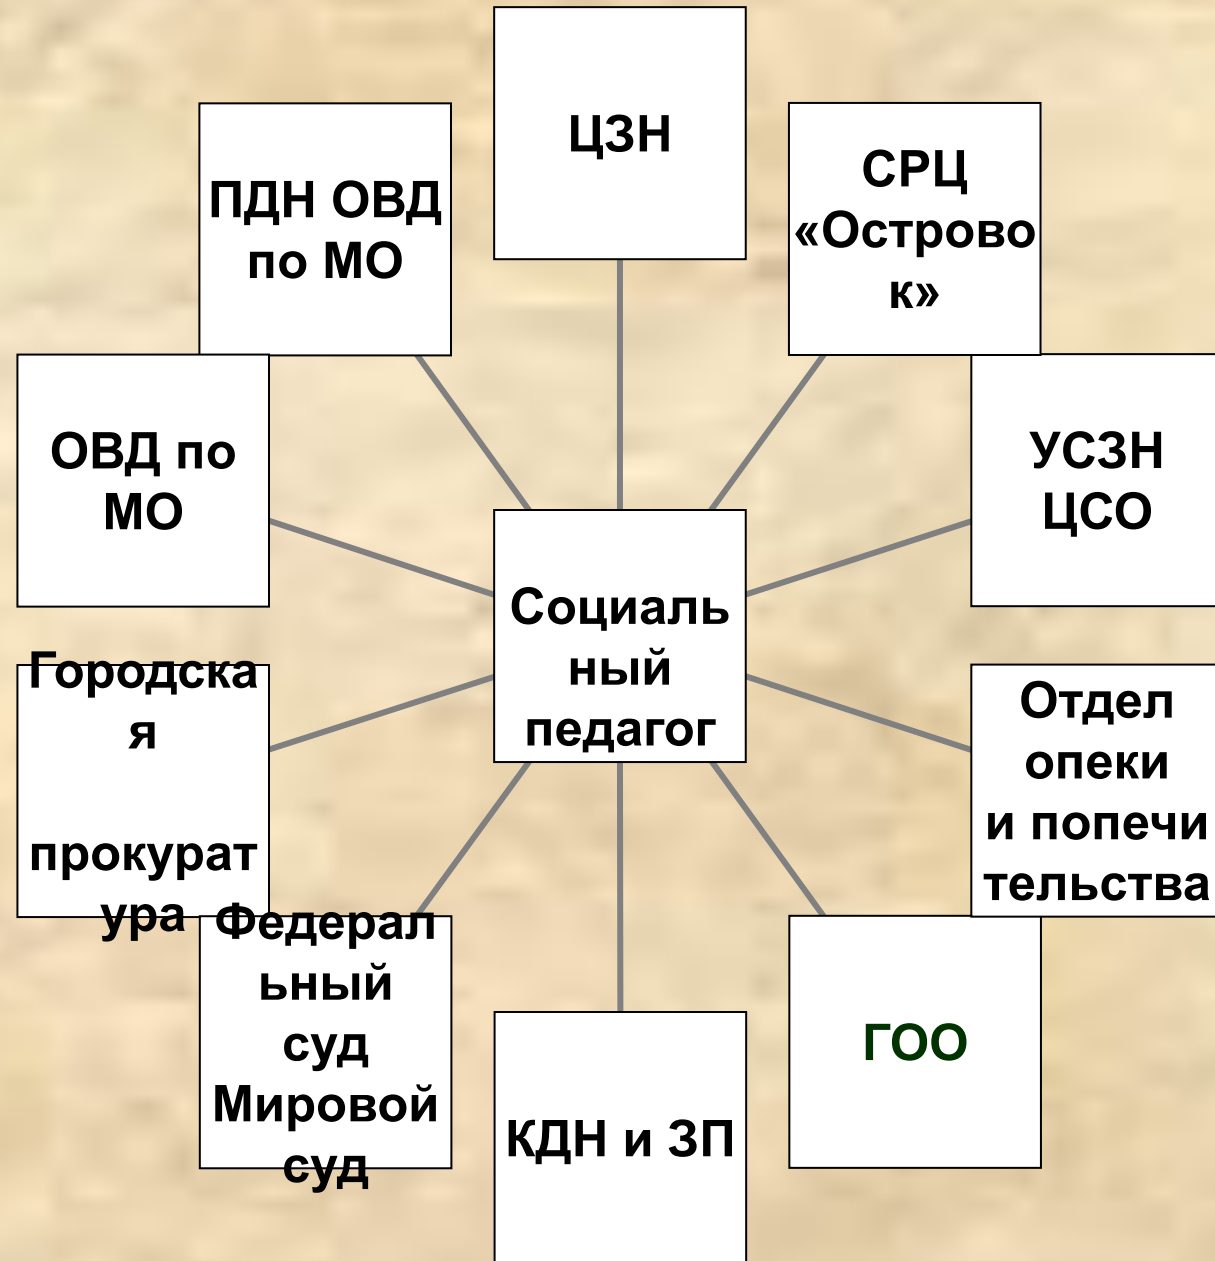 ЦЗН
СРЦ
«Острово
к»
УСЗН
ЦСО
Отдел
опеки
и попечи
тельства
ГОО
КДН и ЗП
Федерал
ьный
суд
Мировой
суд
Городска
я
прокурат
ура
ОВД по
МО
ПДН ОВД
по МО
Социаль
ный
педагог